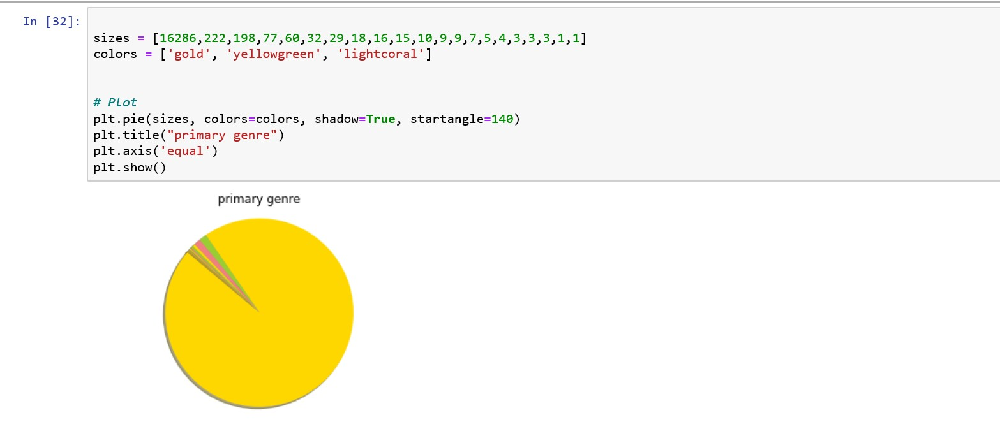 In [32]:
sizes = [16286,222,198,77,60,32,29,18,16,15,10,9,9,7,5,4,3,3,3,1,1]
colors = ['gold', 'yellowgreen', 'lightcoral']
# Plot
plt.pie(sizes, colors=colors, shadow=True, startangle=140)
plt.title("primary genre")
plt.axis('equal')
plt.show()
primary genre